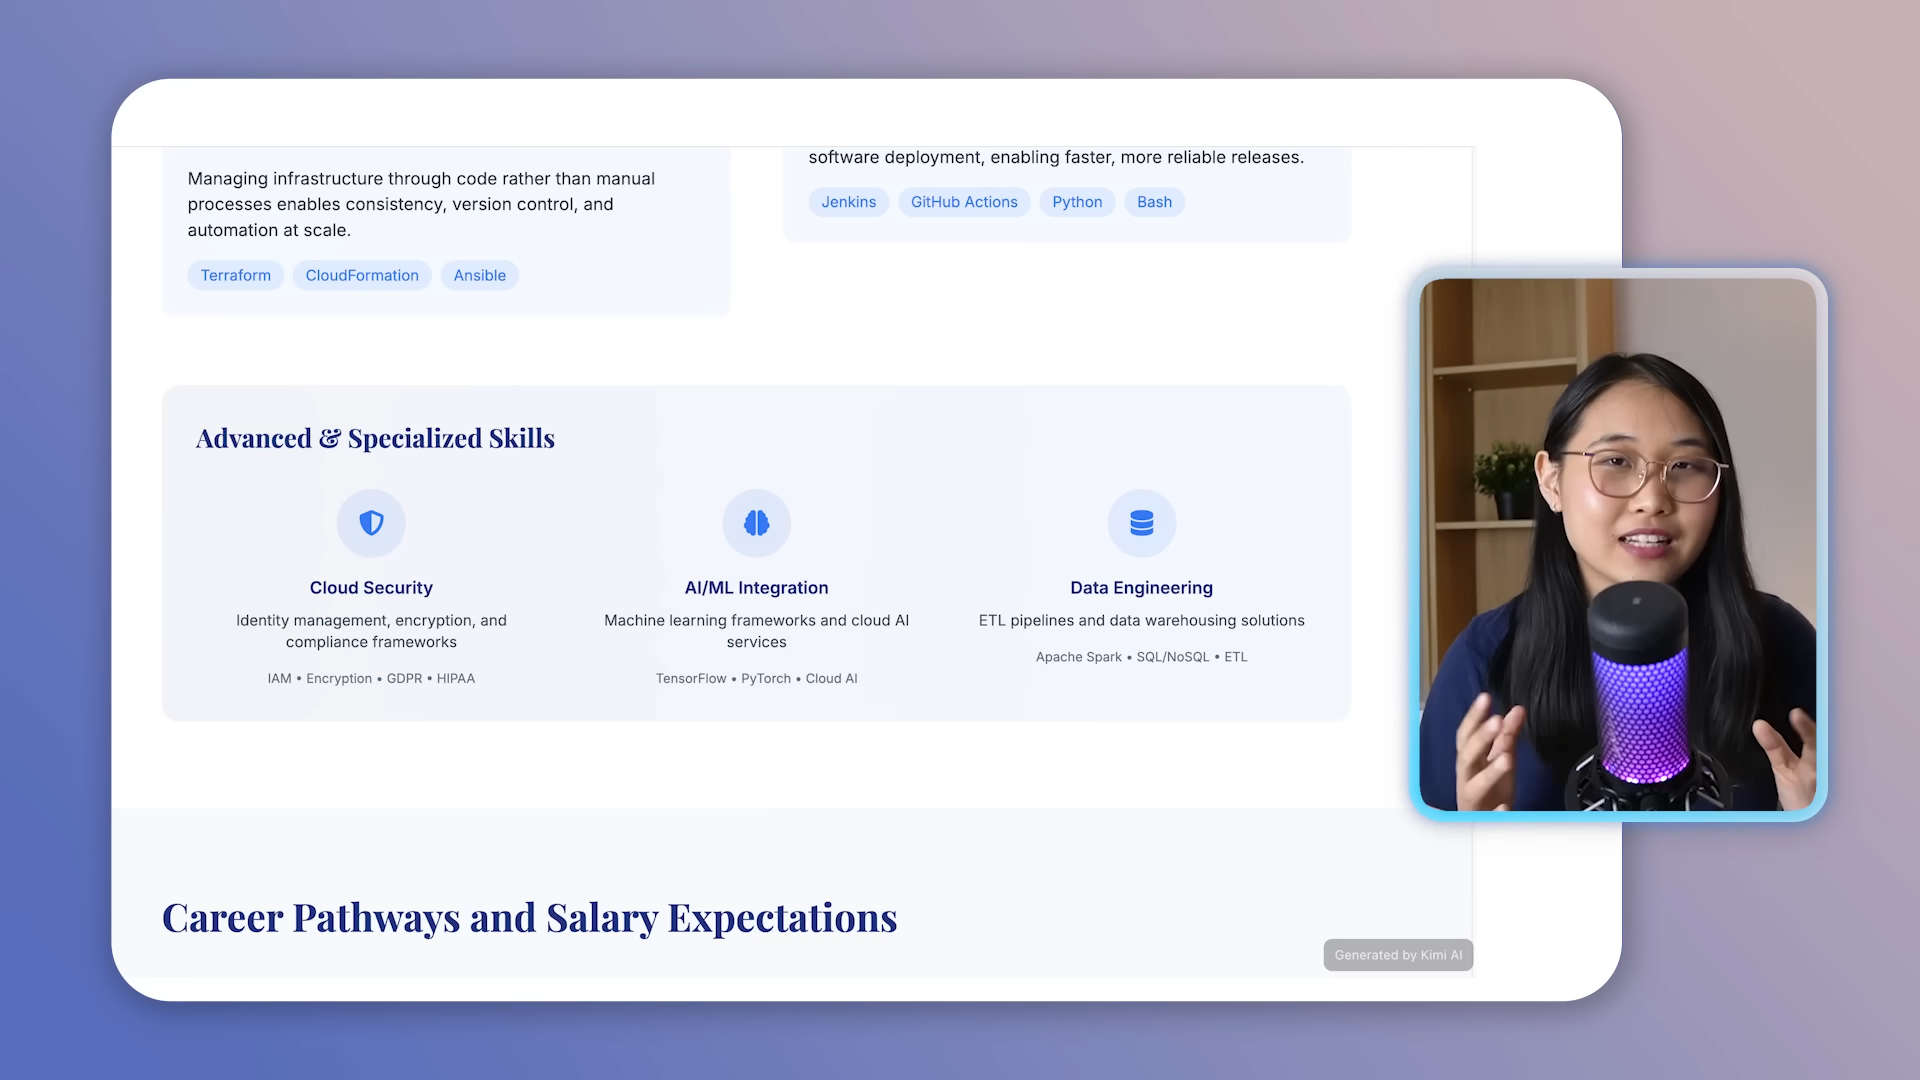 Managing infrastructure through code rather than manual
processes enables consistency, version control, and
automation at scale.
Terraform
CloudFormation
Ansible
software deployment, enabling faster, more reliable releases.
Jenkins
GitHub Actions
Python
Bash
Advanced & Specialized Skills
Cloud Security
Identity management, encryption, and
compliance frameworks
IAM • Encryption • GDPR • HIPAA
AI/ML Integration
Machine learning frameworks and cloud AI
services
TensorFlow • PyTorch • Cloud AI
Data Engineering
ETL pipelines and data warehousing solutions
Apache Spark • SQL/NoSQL • ETL
Career Pathways and Salary Expectations
Generated by Kimi AI